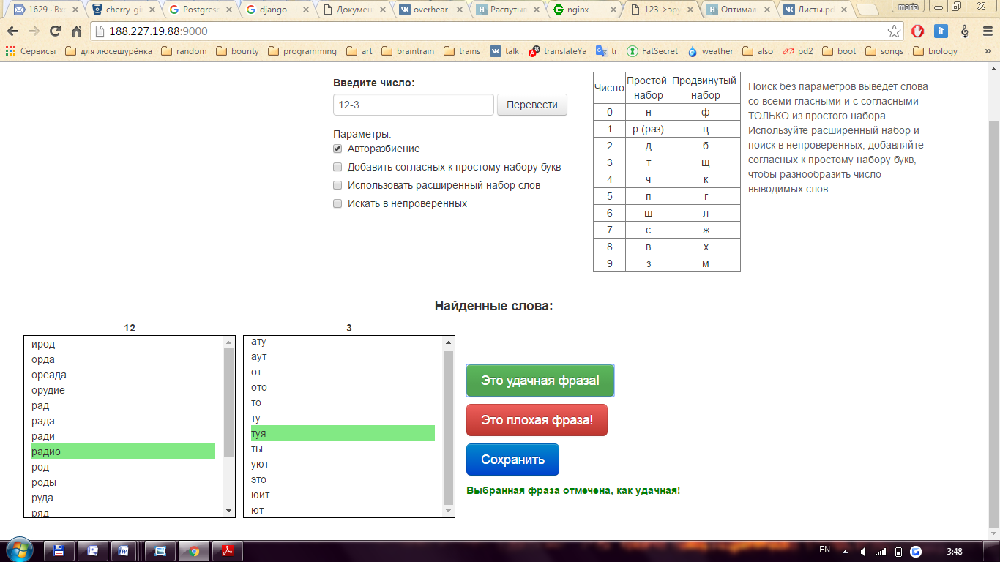 1629 · Вхо
cherry-gi
Postgresc
django -
Докумен
overhear
Распутыв
nginx
123->эру
Оптимал
Листы.pd
maria
188.227.19.88:9000
Сервисы
для люсешурёнка
random
bounty
programming
art
braintrain
trains
talk
translateYa
tr
FatSecret
weather
also
pd2
boot
songs
biology
»
Введите число:
12-3
Перевести
Параметры:
Авторазбиение
Добавить согласных к простому набору букв
Использовать расширенный набор слов
Искать в непроверенных
Число Простой набор Продвинутый набор
0 н ф
1 р (раз) ц
2 д б
3 т щ
4 ч к
5 п г
6 ш л
7 с ж
8 в х
9 з м
Поиск без параметров выведет слова
со всеми гласными и с согласными
ТОЛЬКО из простого набора.
Используйте расширенный набор и
поиск в непроверенных, добавляйте
согласных к простому набору букв,
чтобы разнообразить число
выводимых слов.
Найденные слова:
12
ирод
орда
ореада
орудие
рад
рада
ради
радио
род
роды
руда
ряд
3
ату
аут
от
ото
то
ту
туя
ты
уют
это
юит
ют
Это удачная фраза!
Это плохая фраза!
Сохранить
Выбранная фраза отмечена, как удачная!
EN
3:48